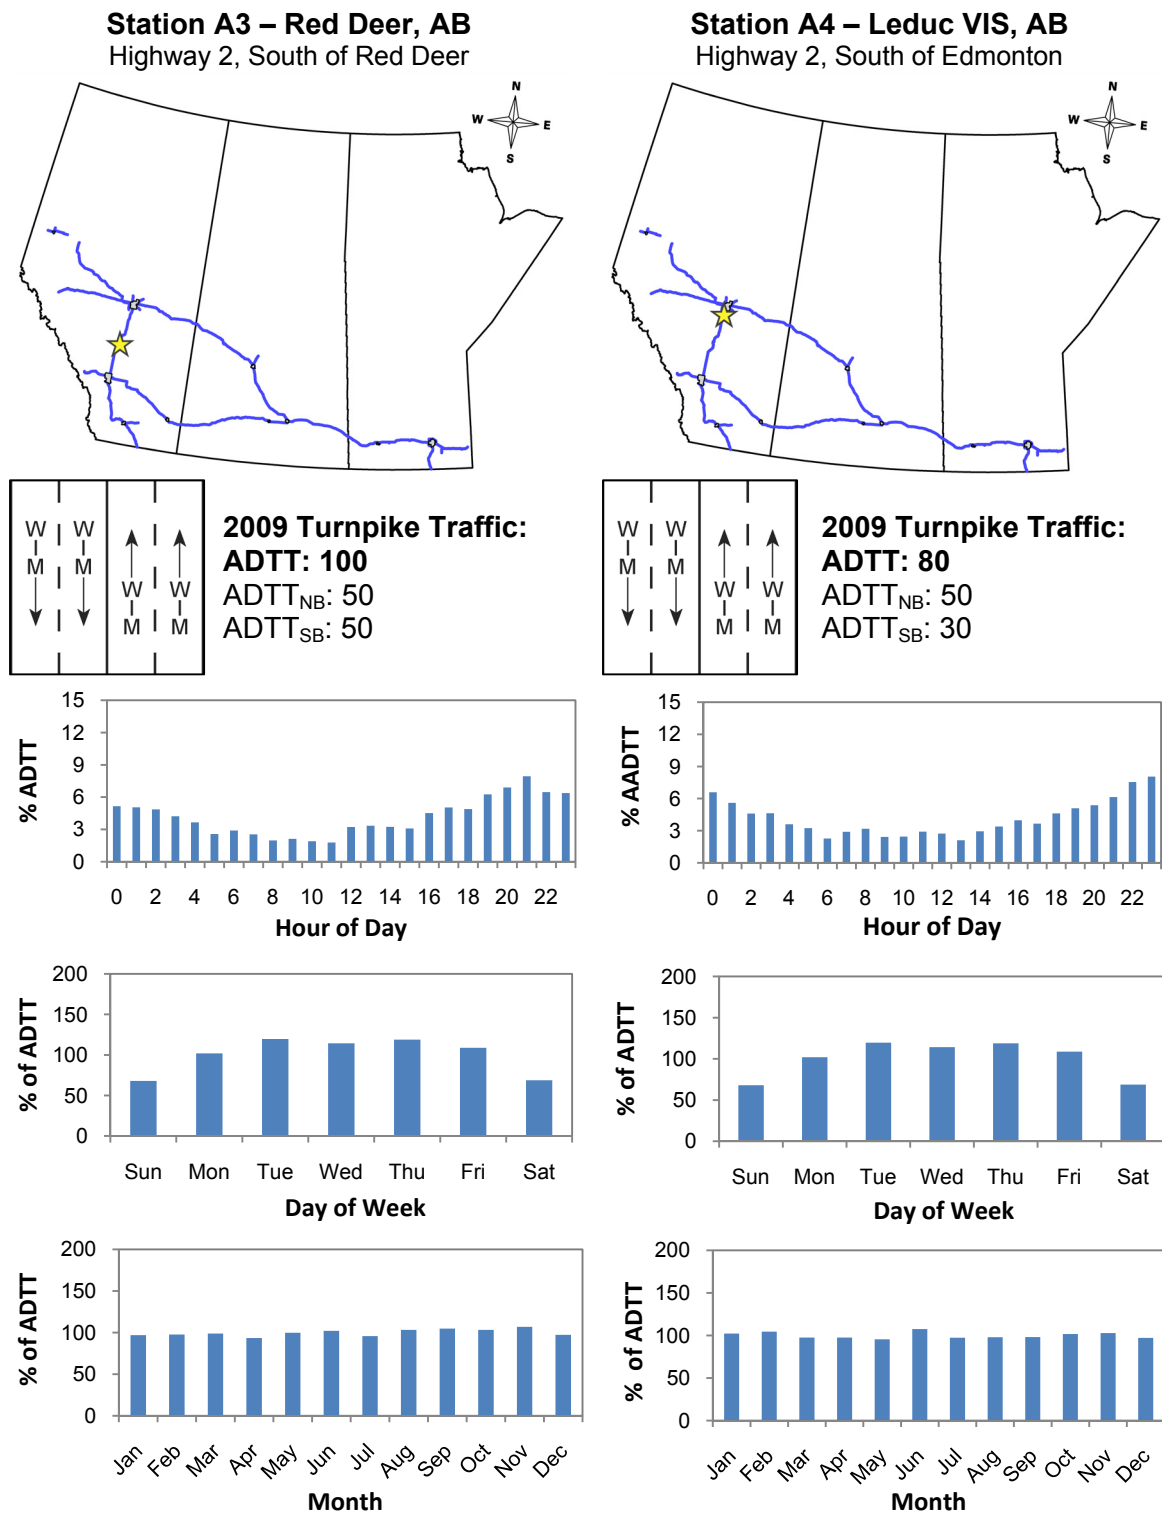 Station A3 – Red Deer, AB
Highway 2, South of Red Deer
N
W
E
S
W
W
M
M
W
W
M
M
2009 Turnpike Traffic:
ADTT: 100
ADTT_NB: 50
ADTT_SB: 50
15
12
9
6
3
0
% ADTT
0 2 4 6 8 10 12 14 16 18 20 22
Hour of Day
200
150
100
50
0
% of ADTT
Sun Mon Tue Wed Thu Fri Sat
Day of Week
200
150
100
50
0
% of ADTT
Jan Feb Mar Apr May Jun Jul Aug Sep Oct Nov Dec
Month
Station A4 – Leduc VIS, AB
Highway 2, South of Edmonton
N
W
E
S
W
W
M
M
W
W
M
M
2009 Turnpike Traffic:
ADTT: 80
ADTT_NB: 50
ADTT_SB: 30
15
12
9
6
3
0
% AADTT
0 2 4 6 8 10 12 14 16 18 20 22
Hour of Day
200
150
100
50
0
% of ADTT
Sun Mon Tue Wed Thu Fri Sat
Day of Week
200
150
100
50
0
% of ADTT
Jan Feb Mar Apr May Jun Jul Aug Sep Oct Nov Dec
Month